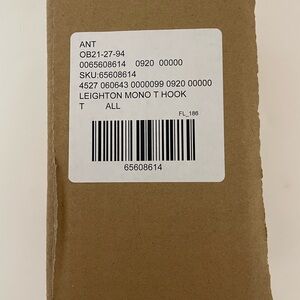 ANT
OB21-27-94
0065608614 0920 00000
SKU:65608614
4527 060643 0000099 0920 00000
LEIGHTON MONO T HOOK
T ALL
FL_186
65608614